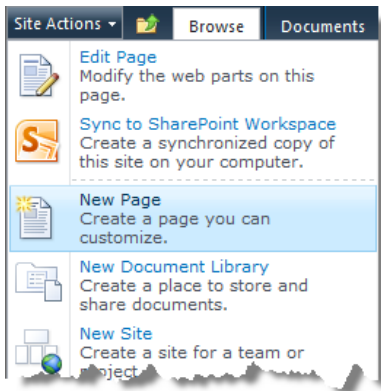 Site Actions Browse Documents
Edit Page
Modify the web parts on this
page.
Sync to SharePoint Workspace
Create a synchronized copy of
this site on your computer.
New Page
Create a page you can
customize.
New Document Library
Create a place to store and
share documents.
New Site
Create a site for a team or
project